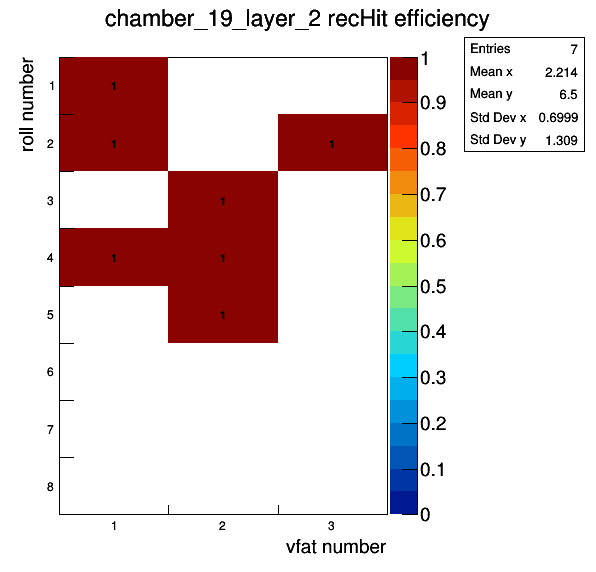 chamber_19_layer_2 recHit efficiency
Entries 7
Mean x 2.214
Mean y 6.5
Std Dev x 0.6999
Std Dev y 1.309
roll number
1 1
2 1 1
3 1
4 1 1
5 1
6
7
8
1 2 3
vfat number
1
0.9
0.8
0.7
0.6
0.5
0.4
0.3
0.2
0.1
0